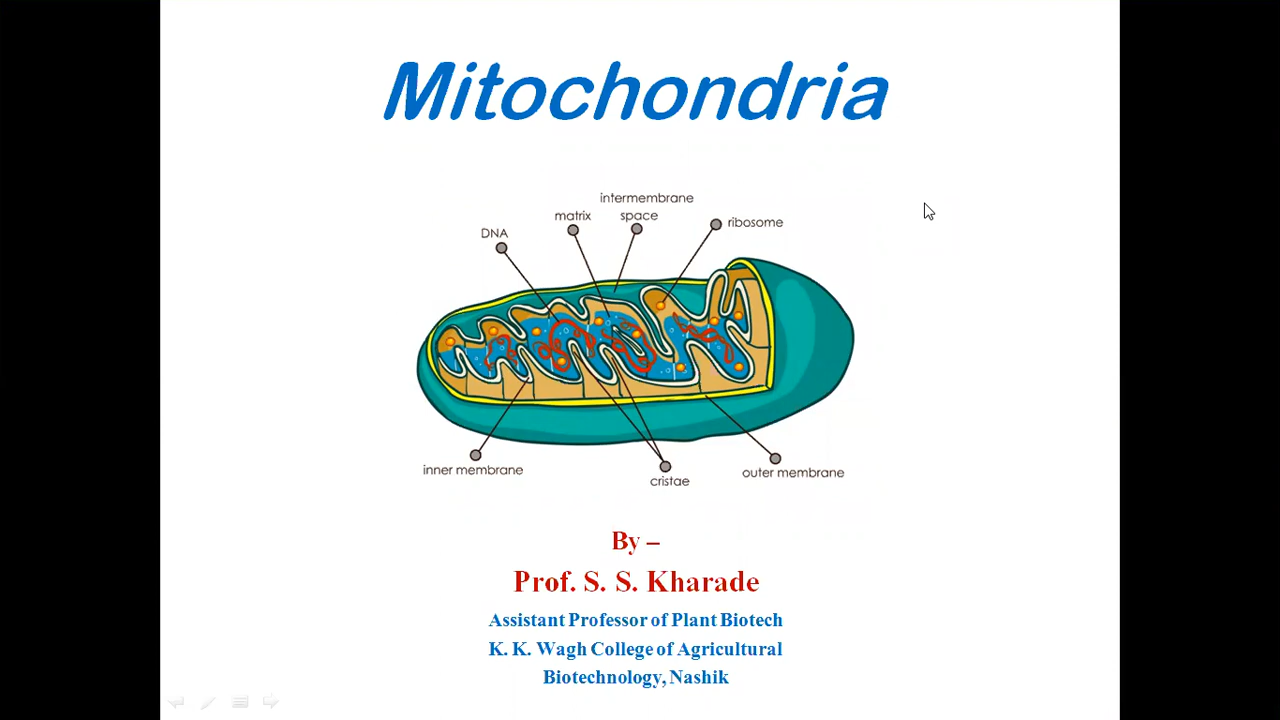 Mitochondria
intermembrane
matrix space ribosome
DNA
inner membrane
outer membrane
cristae
By –
Prof. S. S. Kharade
Assistant Professor of Plant Biotech
K. K. Wagh College of Agricultural
Biotechnology, Nashik